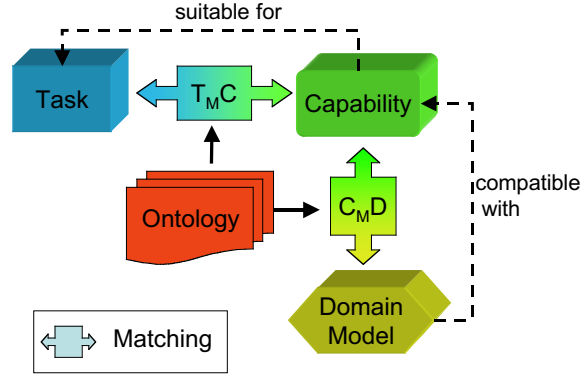 suitable for
Task
TMC
Capability
compatible
with
Ontology
CMD
Domain
Model
Matching